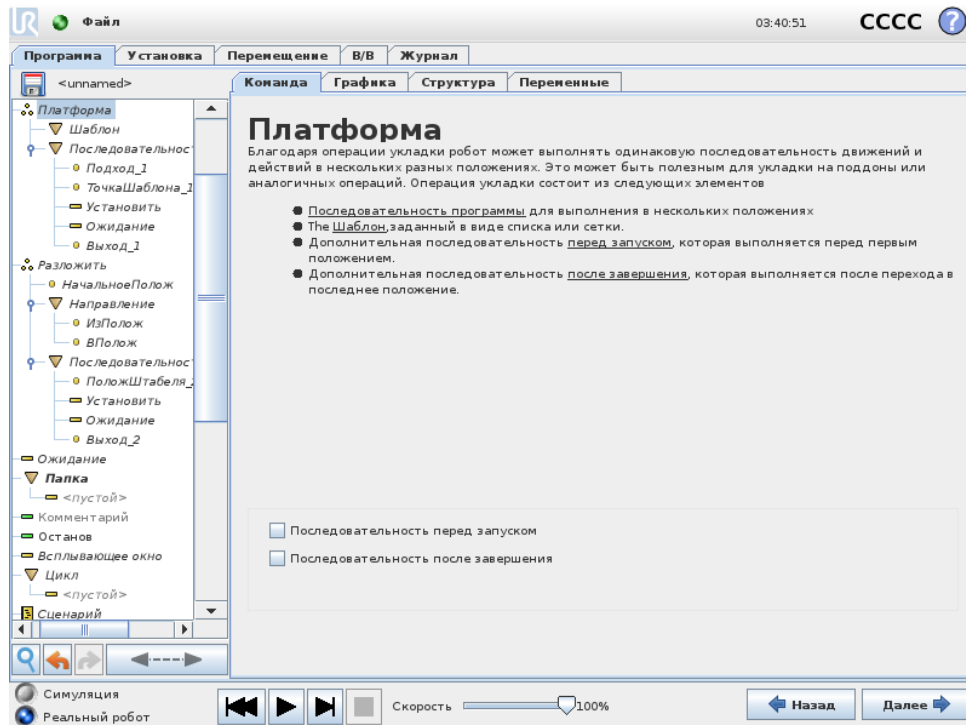 UR Файл 03:40:51 CCCC ?
Программа Установка Перемещение В/В Журнал
<unnamed>
Команда Графика Структура Переменные
Платформа
Шаблон
Последовательнос
Подход_1
ТочкаШаблона_1
Установить
Ожидание
Выход_1
Разложить
НачальноеПолож
Направление
ИзПолож
ВПолож
Последовательнос
ПоложШтабеля_2
Установить
Ожидание
Выход_2
Ожидание
Папка
<пустой>
Комментарий
Останов
Всплывающее окно
Цикл
<пустой>
Сценарий
Платформа
Благодаря операции укладки робот может выполнять одинаковую последовательность движений и
действий в нескольких разных положениях. Это может быть полезным для укладки на поддоны или
аналогичных операций. Операция укладки состоит из следующих элементов
Последовательность программы для выполнения в нескольких положениях
The Шаблон,заданный в виде списка или сетки.
Дополнительная последовательность перед запуском, которая выполняется перед первым
положением.
Дополнительная последовательность после завершения, которая выполняется после перехода в
последнее положение.
Последовательность перед запуском
Последовательность после завершения
Симуляция
Реальный робот
Скорость 100%
Назад Далее